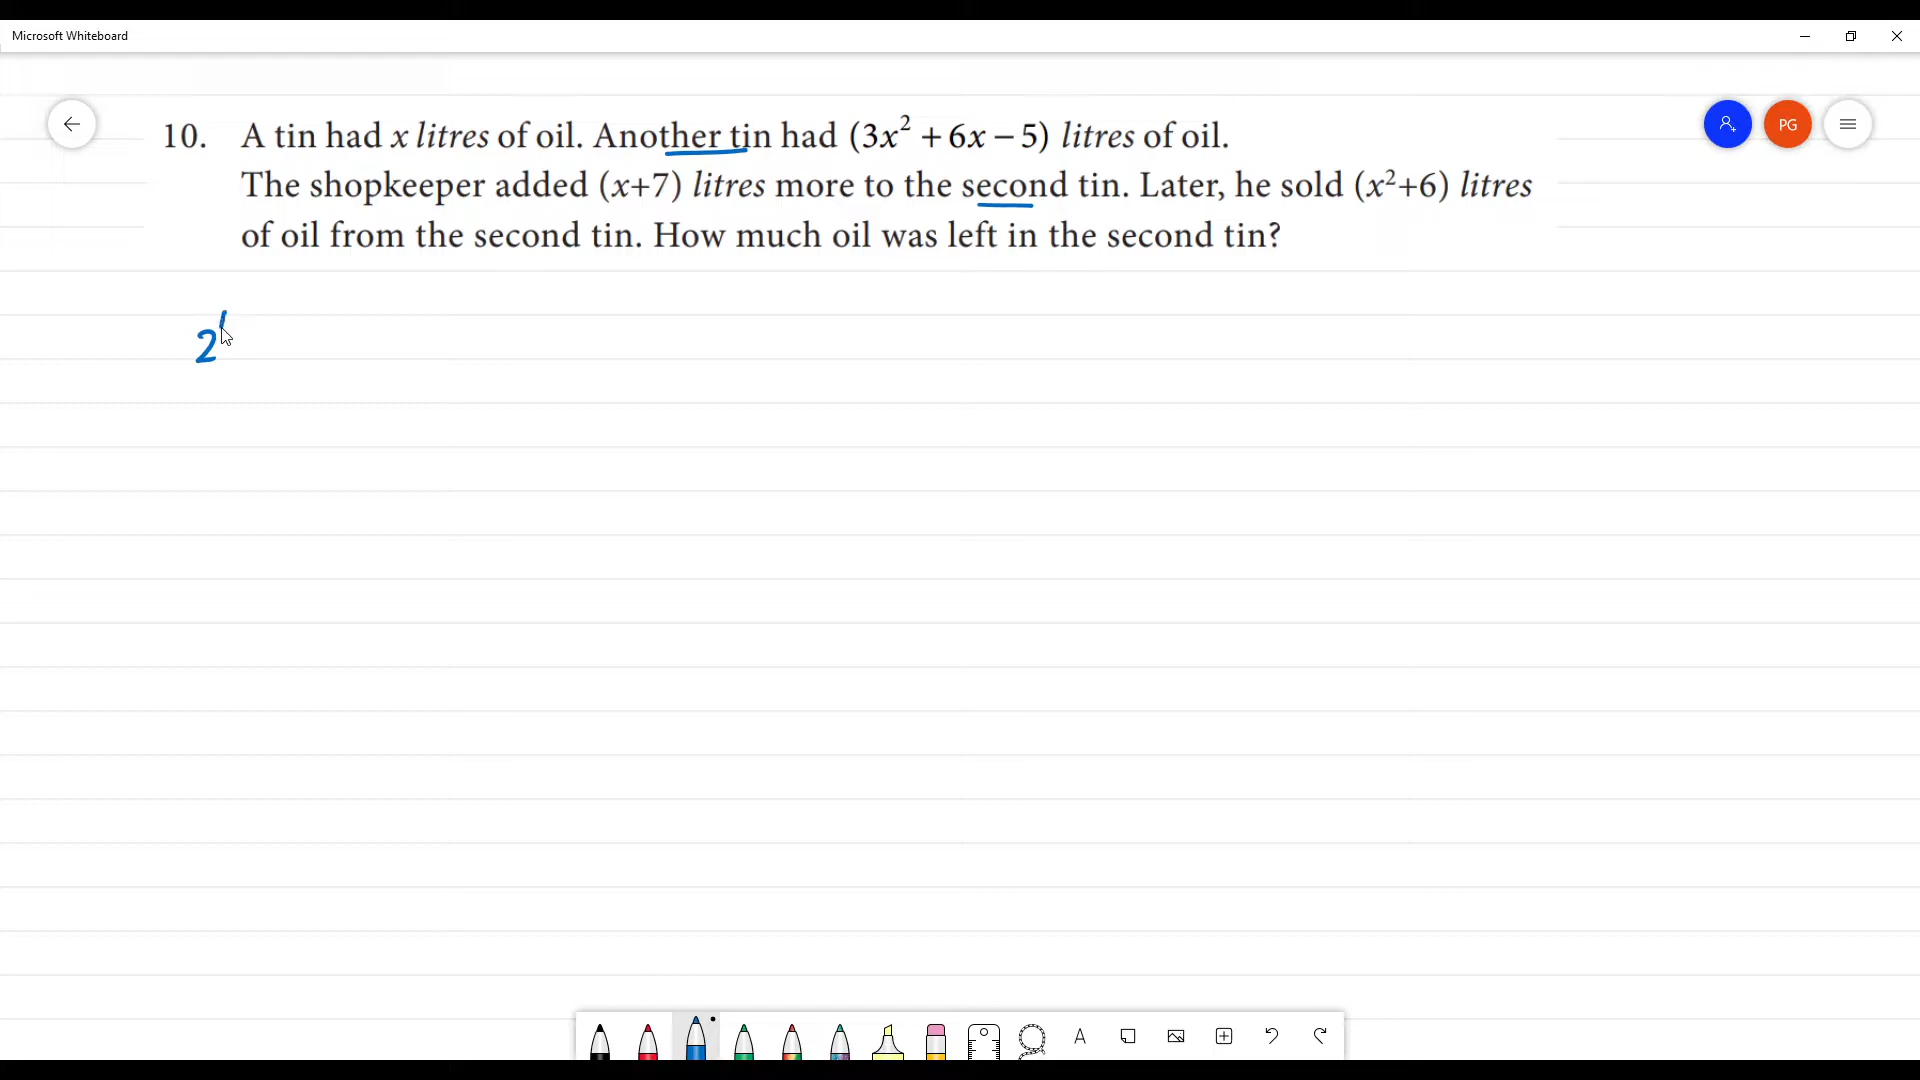 Microsoft Whiteboard
10. A tin had x litres of oil. Another tin had (3x² + 6x − 5) litres of oil.
The shopkeeper added (x+7) litres more to the second tin. Later, he sold (x²+6) litres
of oil from the second tin. How much oil was left in the second tin?
PG
2
A